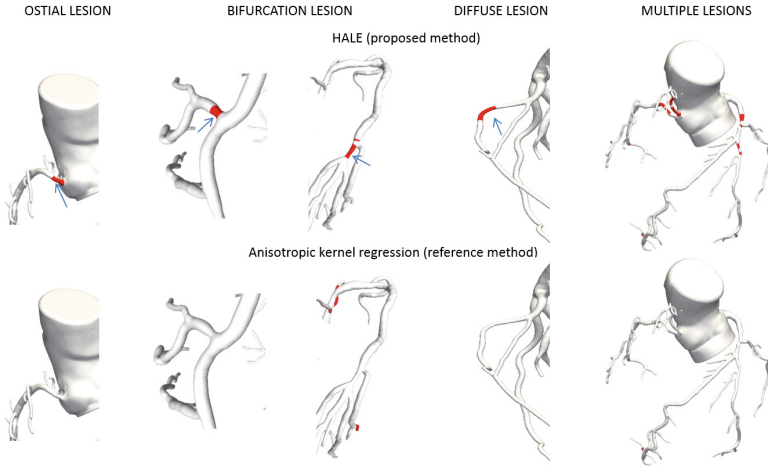 OSTIAL LESION
BIFURCATION LESION
DIFFUSE LESION
MULTIPLE LESIONS
HALE (proposed method)
Anisotropic kernel regression (reference method)